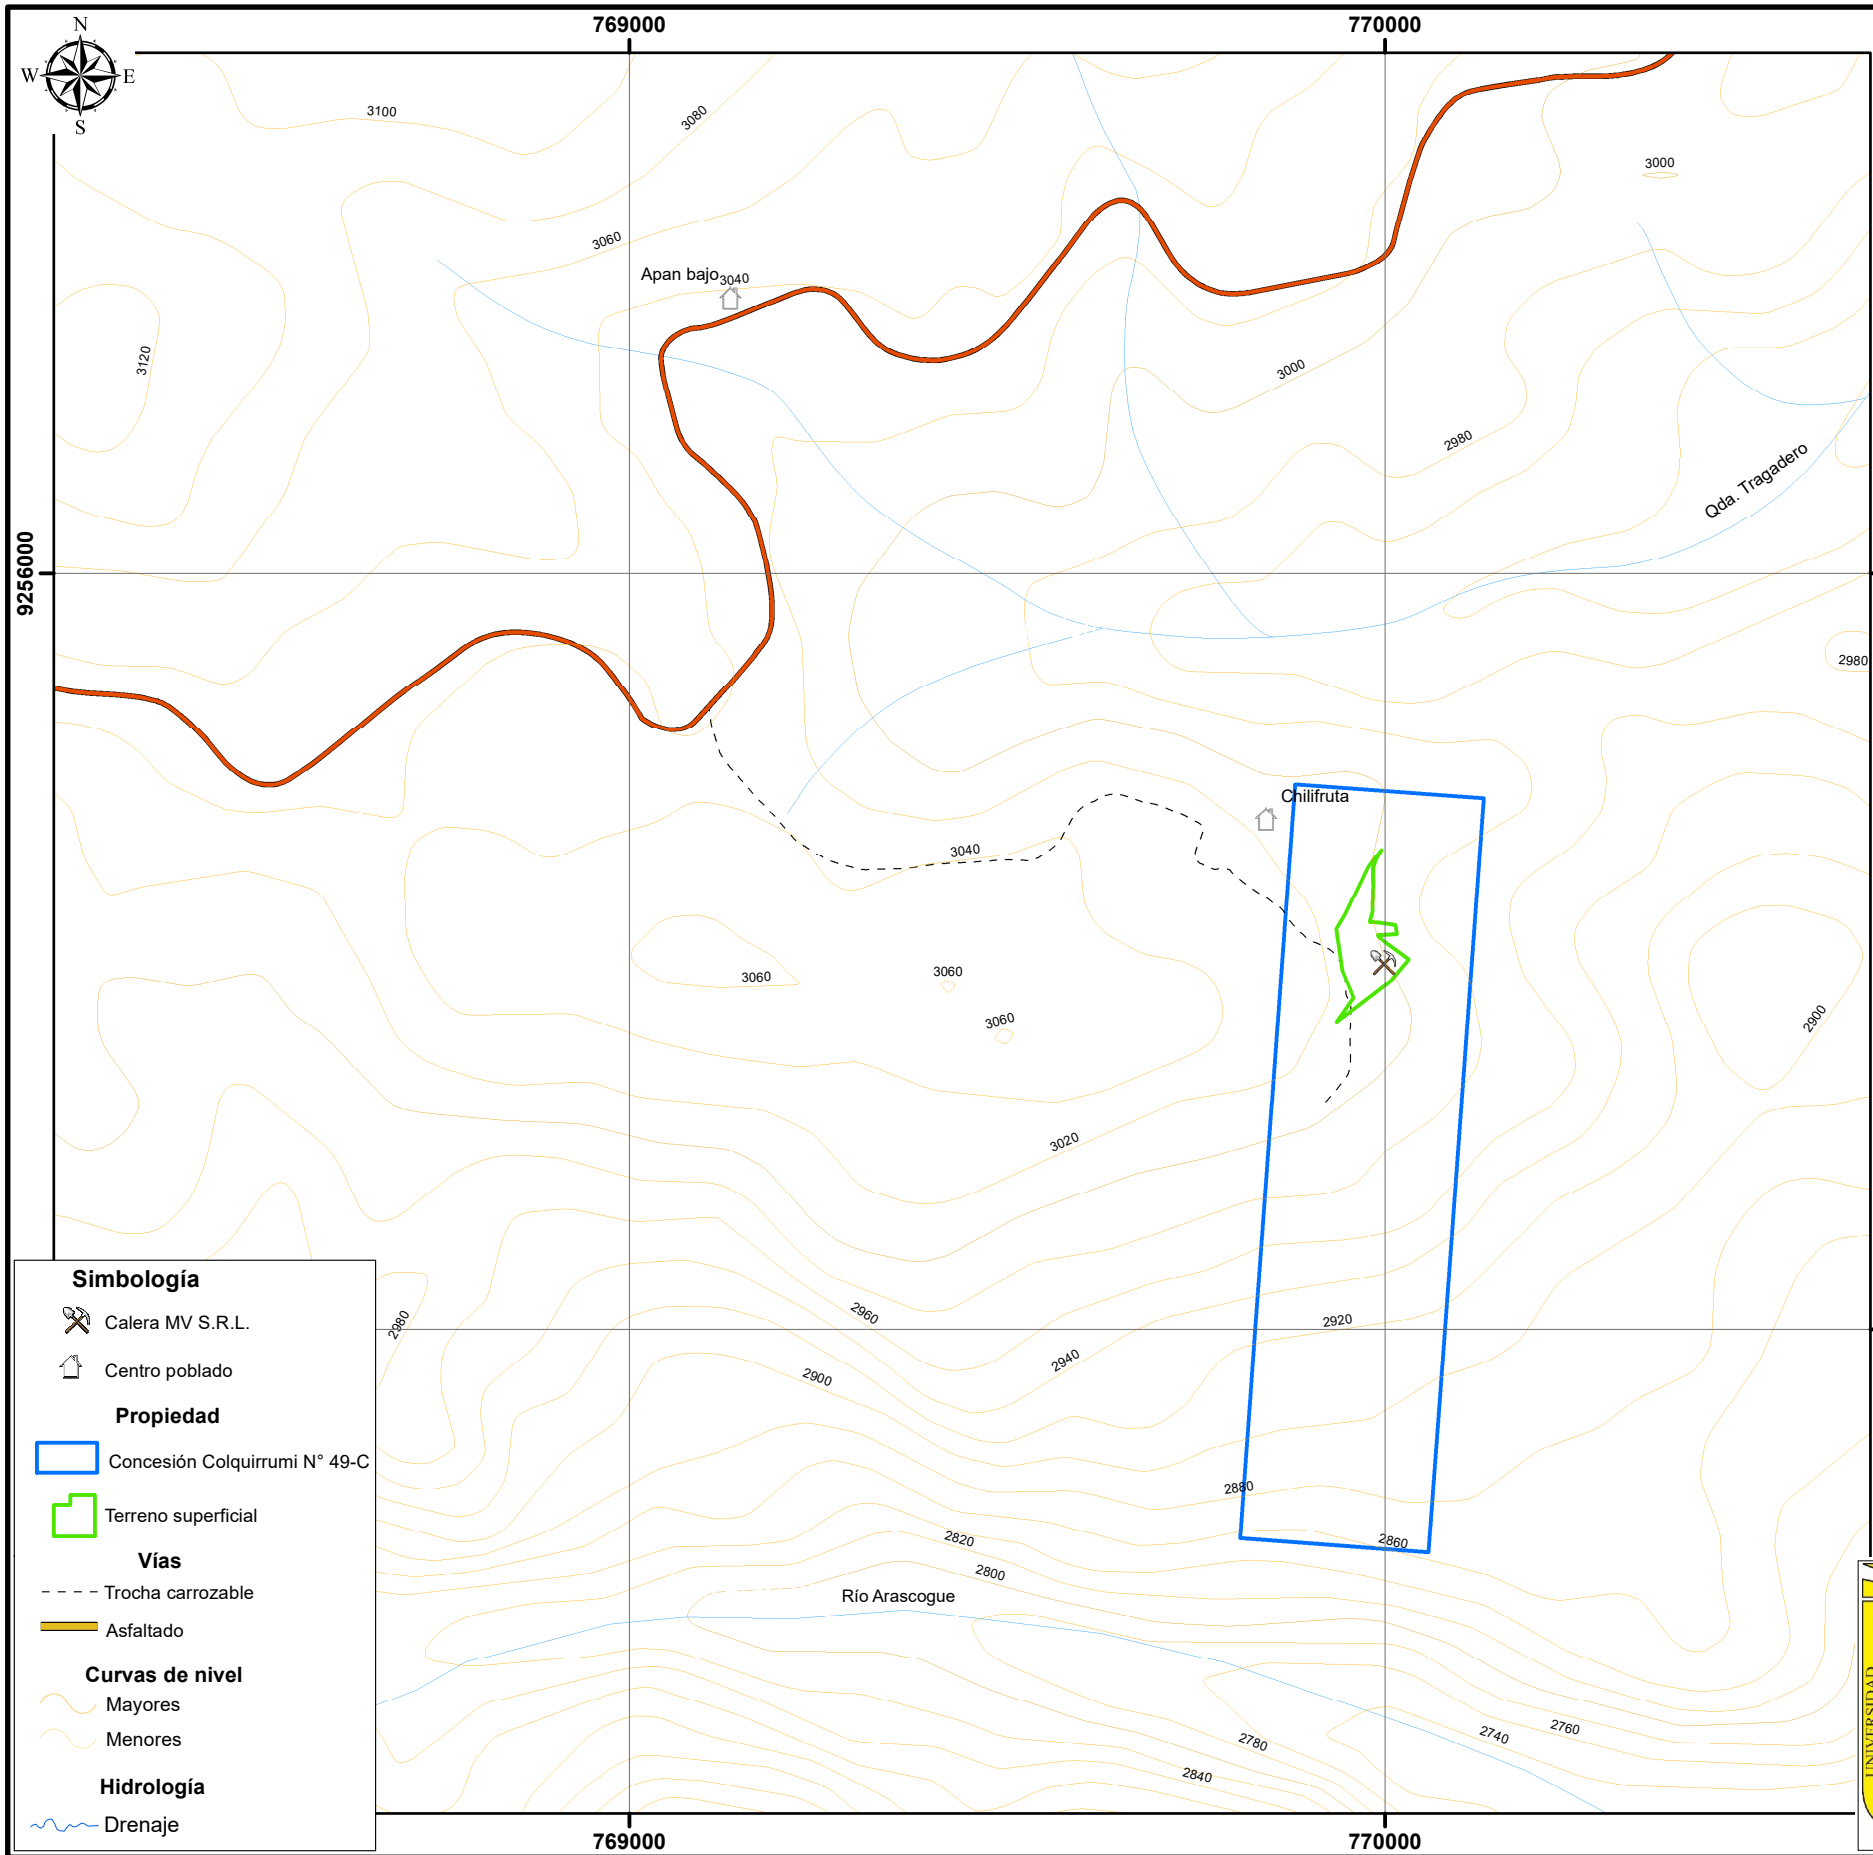 769000
770000
N
W
E
S
3100
3080
3000
3060
Apan bajo
3040
3120
3000
2980
Qda. Tragadero
9256000
2980
Chilifruta
3040
3060
3060
3060
2900
3020
2980
2960
2940
2920
2900
2880
2860
2820
2800
Río Arascogue
2780
2840
2740
2760
Simbología
Calera MV S.R.L.
Centro poblado
Propiedad
Concesión Colquirrumi N° 49-C
Terreno superficial
Vías
Trocha carrozable
Asfaltado
Curvas de nivel
Mayores
Menores
Hidrología
Drenaje
UNIVERSIDAD
769000
770000